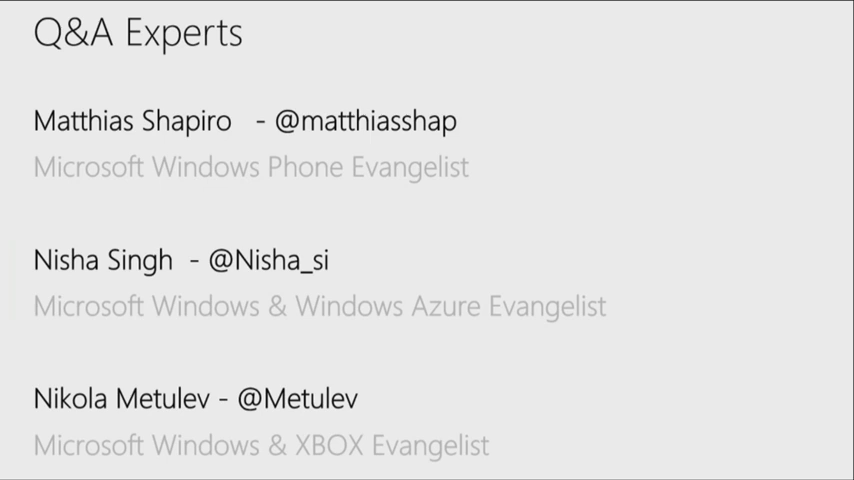 Q&A Experts
Matthias Shapiro - @matthiasshap
Microsoft Windows Phone Evangelist
Nisha Singh - @Nisha_si
Microsoft Windows & Windows Azure Evangelist
Nikola Metulev - @Metulev
Microsoft Windows & XBOX Evangelist